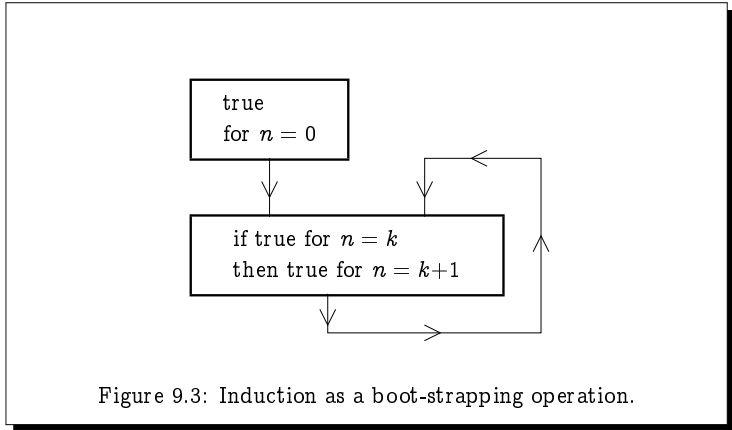 true
for n = 0
if true for n = k
then true for n = k+1
Figure 9.3: Induction as a boot-strapping operation.